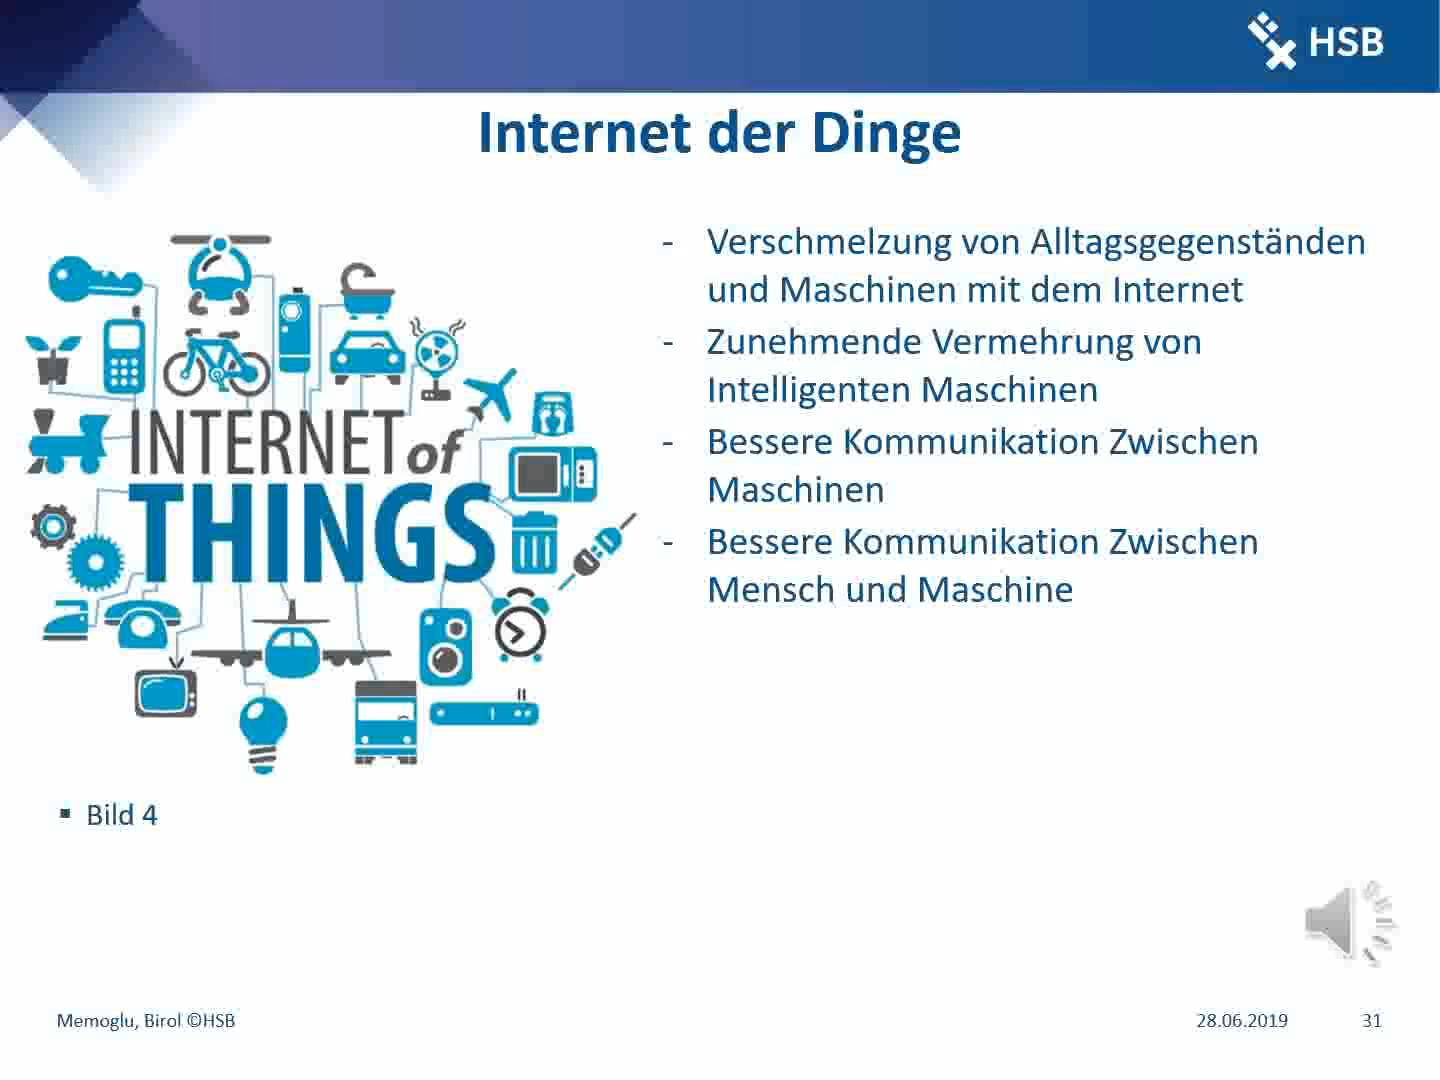 HSB
Internet der Dinge
- Verschmelzung von Alltagsgegenständen
und Maschinen mit dem Internet
- Zunehmende Vermehrung von
Intelligenten Maschinen
- Bessere Kommunikation Zwischen
Maschinen
- Bessere Kommunikation Zwischen
Mensch und Maschine
INTERNET of
THINGS
▪ Bild 4
Memoglu, Birol ©HSB
28.06.2019
31